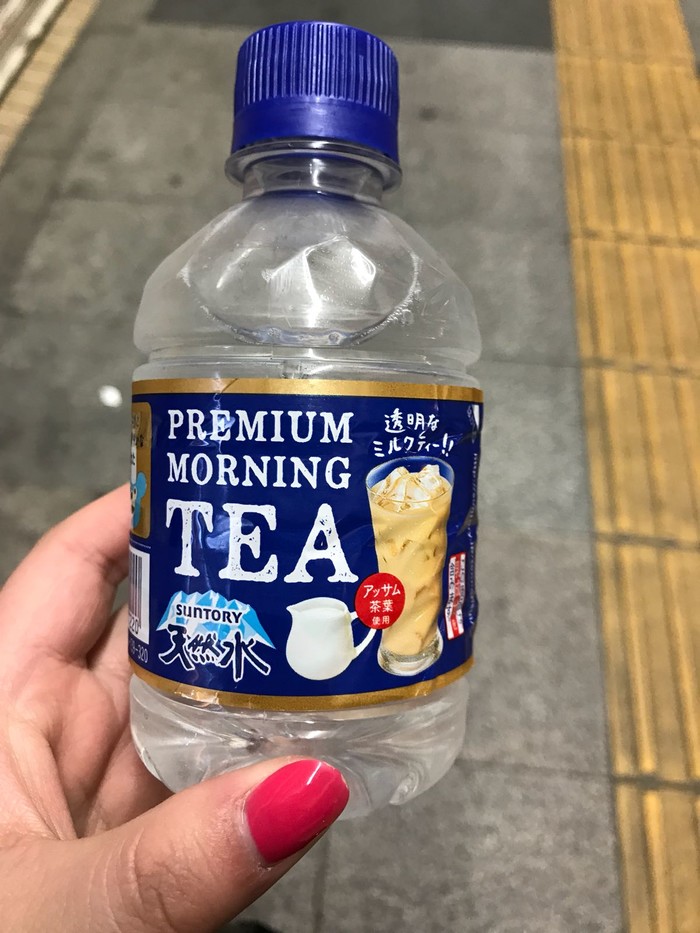 PREMIUM
MORNING
TEA
透明な
ミルクティー!!
アッサム
茶葉
使用
SUNTORY
天然水